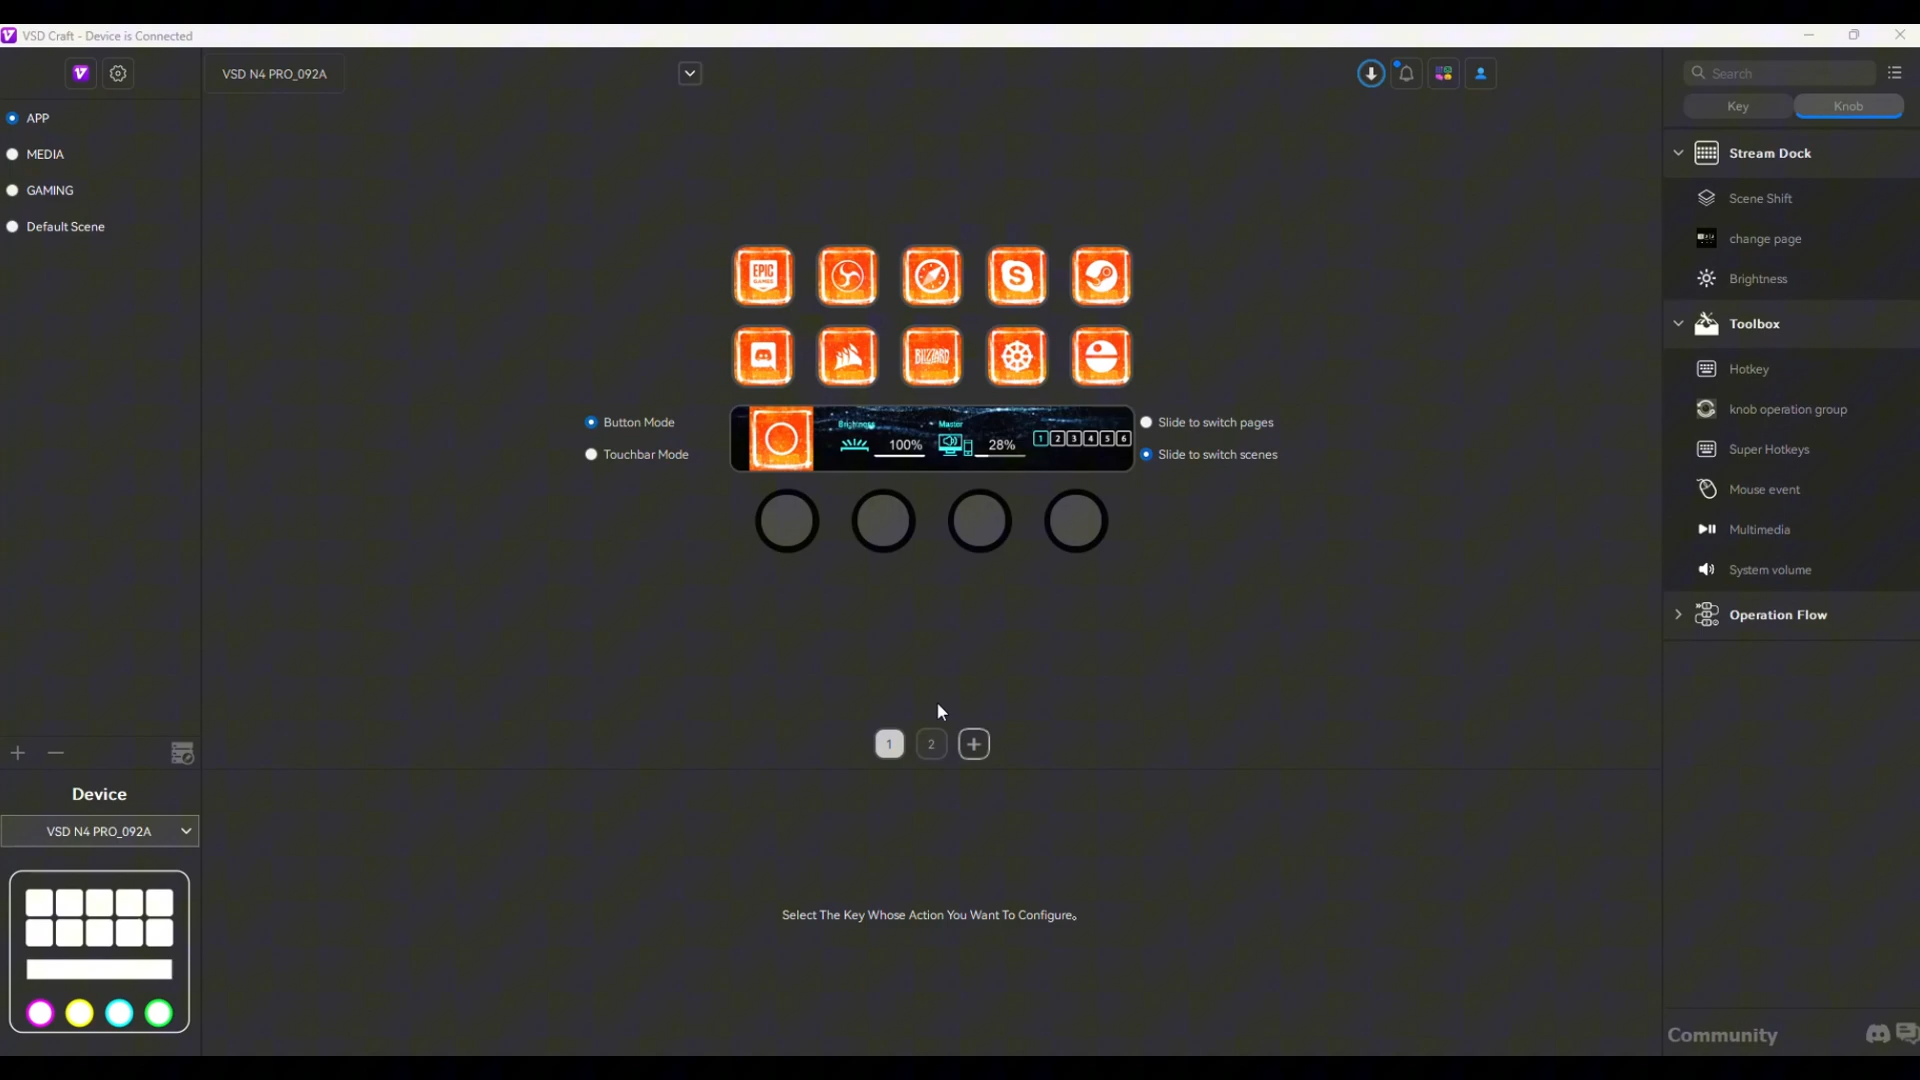 VSD Craft - Device is Connected
VSD N4 PRO_092A
Search
Key
Knob
APP
MEDIA
GAMING
Default Scene
Stream Dock
Scene Shift
change page
Brightness
Toolbox
Hotkey
knob operation group
Super Hotkeys
Mouse event
Multimedia
System volume
Operation Flow
EPIC
GAMES
S
BLIZZARD
Button Mode
Touchbar Mode
Brightness
100%
Master
28%
1 2 3 4 5 6
Slide to switch pages
Slide to switch scenes
1
2
Device
VSD N4 PRO_092A
Select The Key Whose Action You Want To Configure。
Community